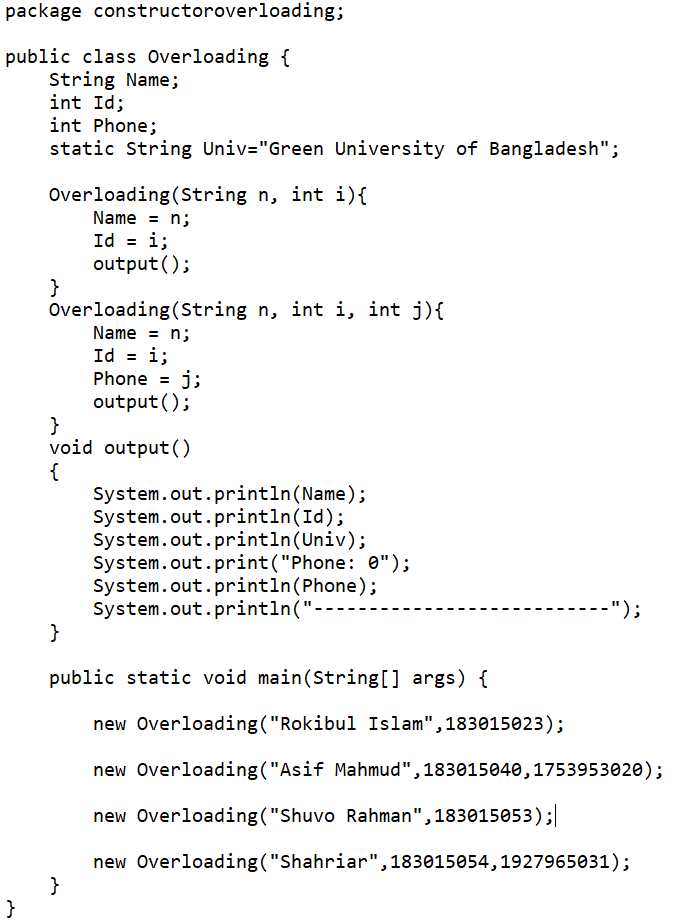 package constructoroverloading;

public class Overloading {
    String Name;
    int Id;
    int Phone;
    static String Univ="Green University of Bangladesh";

    Overloading(String n, int i){
        Name = n;
        Id = i;
        output();
    }
    Overloading(String n, int i, int j){
        Name = n;
        Id = i;
        Phone = j;
        output();
    }
    void output()
    {
        System.out.println(Name);
        System.out.println(Id);
        System.out.println(Univ);
        System.out.print("Phone: 0");
        System.out.println(Phone);
        System.out.println("---------------------------");
    }

    public static void main(String[] args) {

        new Overloading("Rokibul Islam",183015023);

        new Overloading("Asif Mahmud",183015040,1753953020);

        new Overloading("Shuvo Rahman",183015053);

        new Overloading("Shahriar",183015054,1927965031);
    }
}